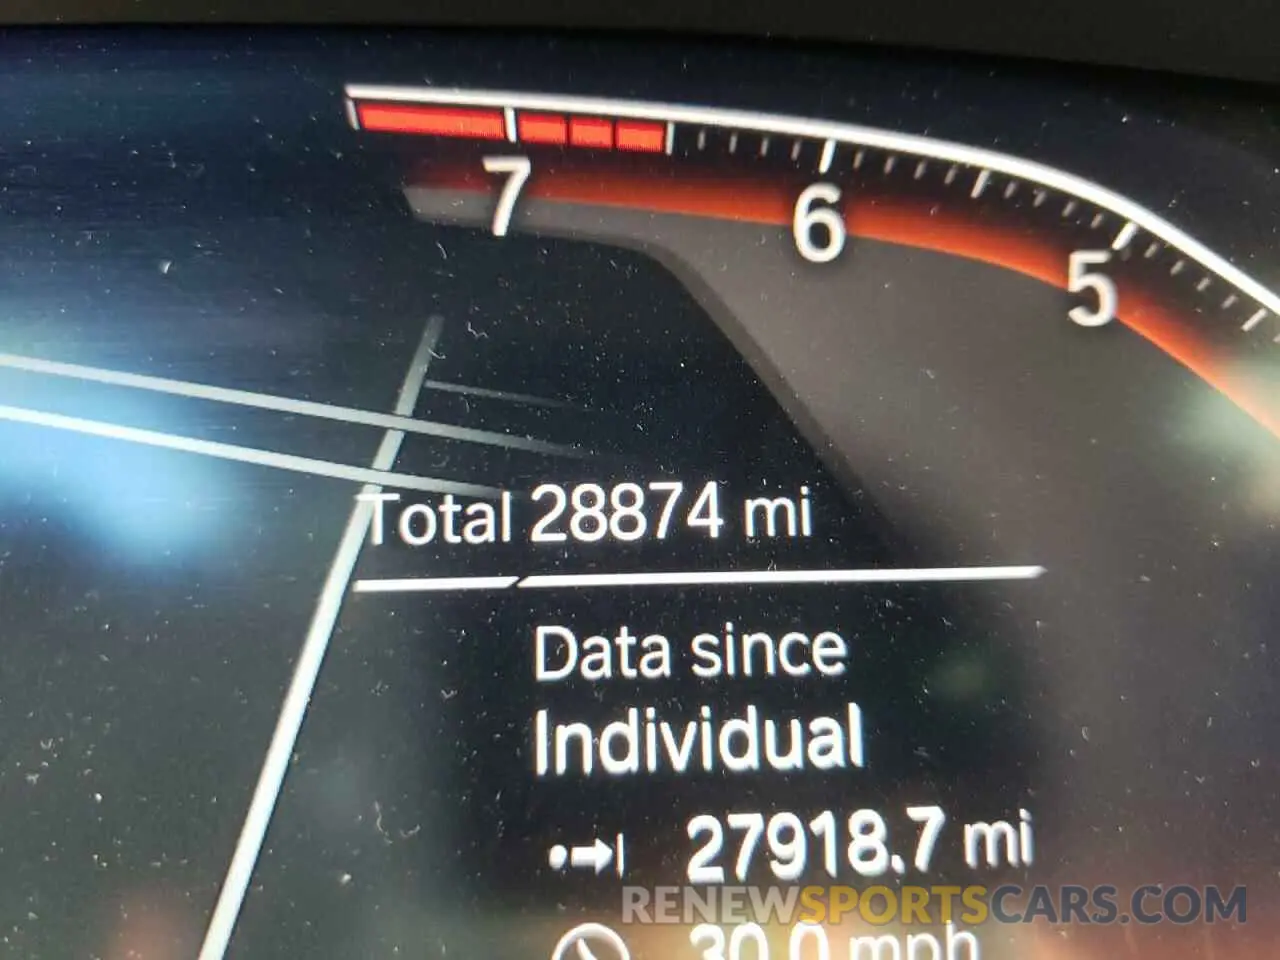 7
6
5
Total 28874 mi
Data since
Individual
27918.7 mi
RENEWSPORTSCARS.COM
30.0 mph